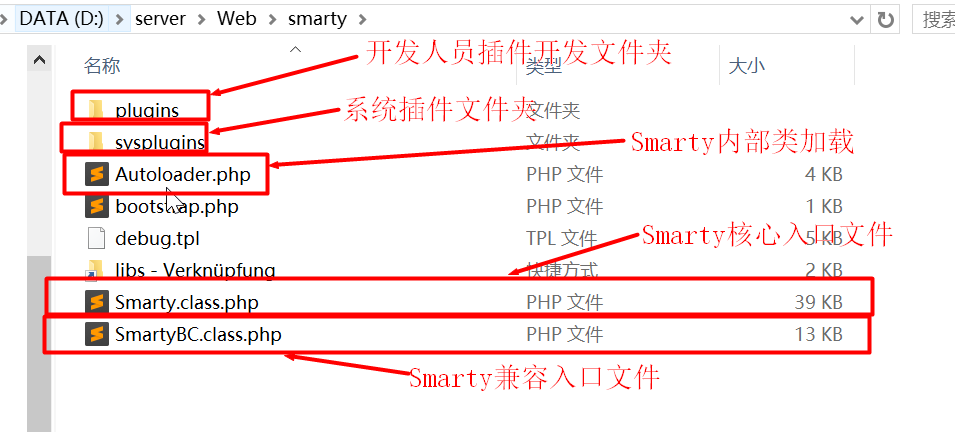 DATA (D:) > server > Web > smarty >
搜索
开发人员插件开发文件夹
名称 类型 大小
plugins 文件夹
系统插件文件夹
sysplugins 文件夹
Smarty内部类加载
Autoloader.php PHP 文件 4 KB
bootstrap.php PHP 文件 1 KB
debug.tpl TPL 文件 5 KB
Smarty核心入口文件
libs - Verknüpfung 快捷方式 2 KB
Smarty.class.php PHP 文件 39 KB
SmartyBC.class.php PHP 文件 13 KB
Smarty兼容入口文件